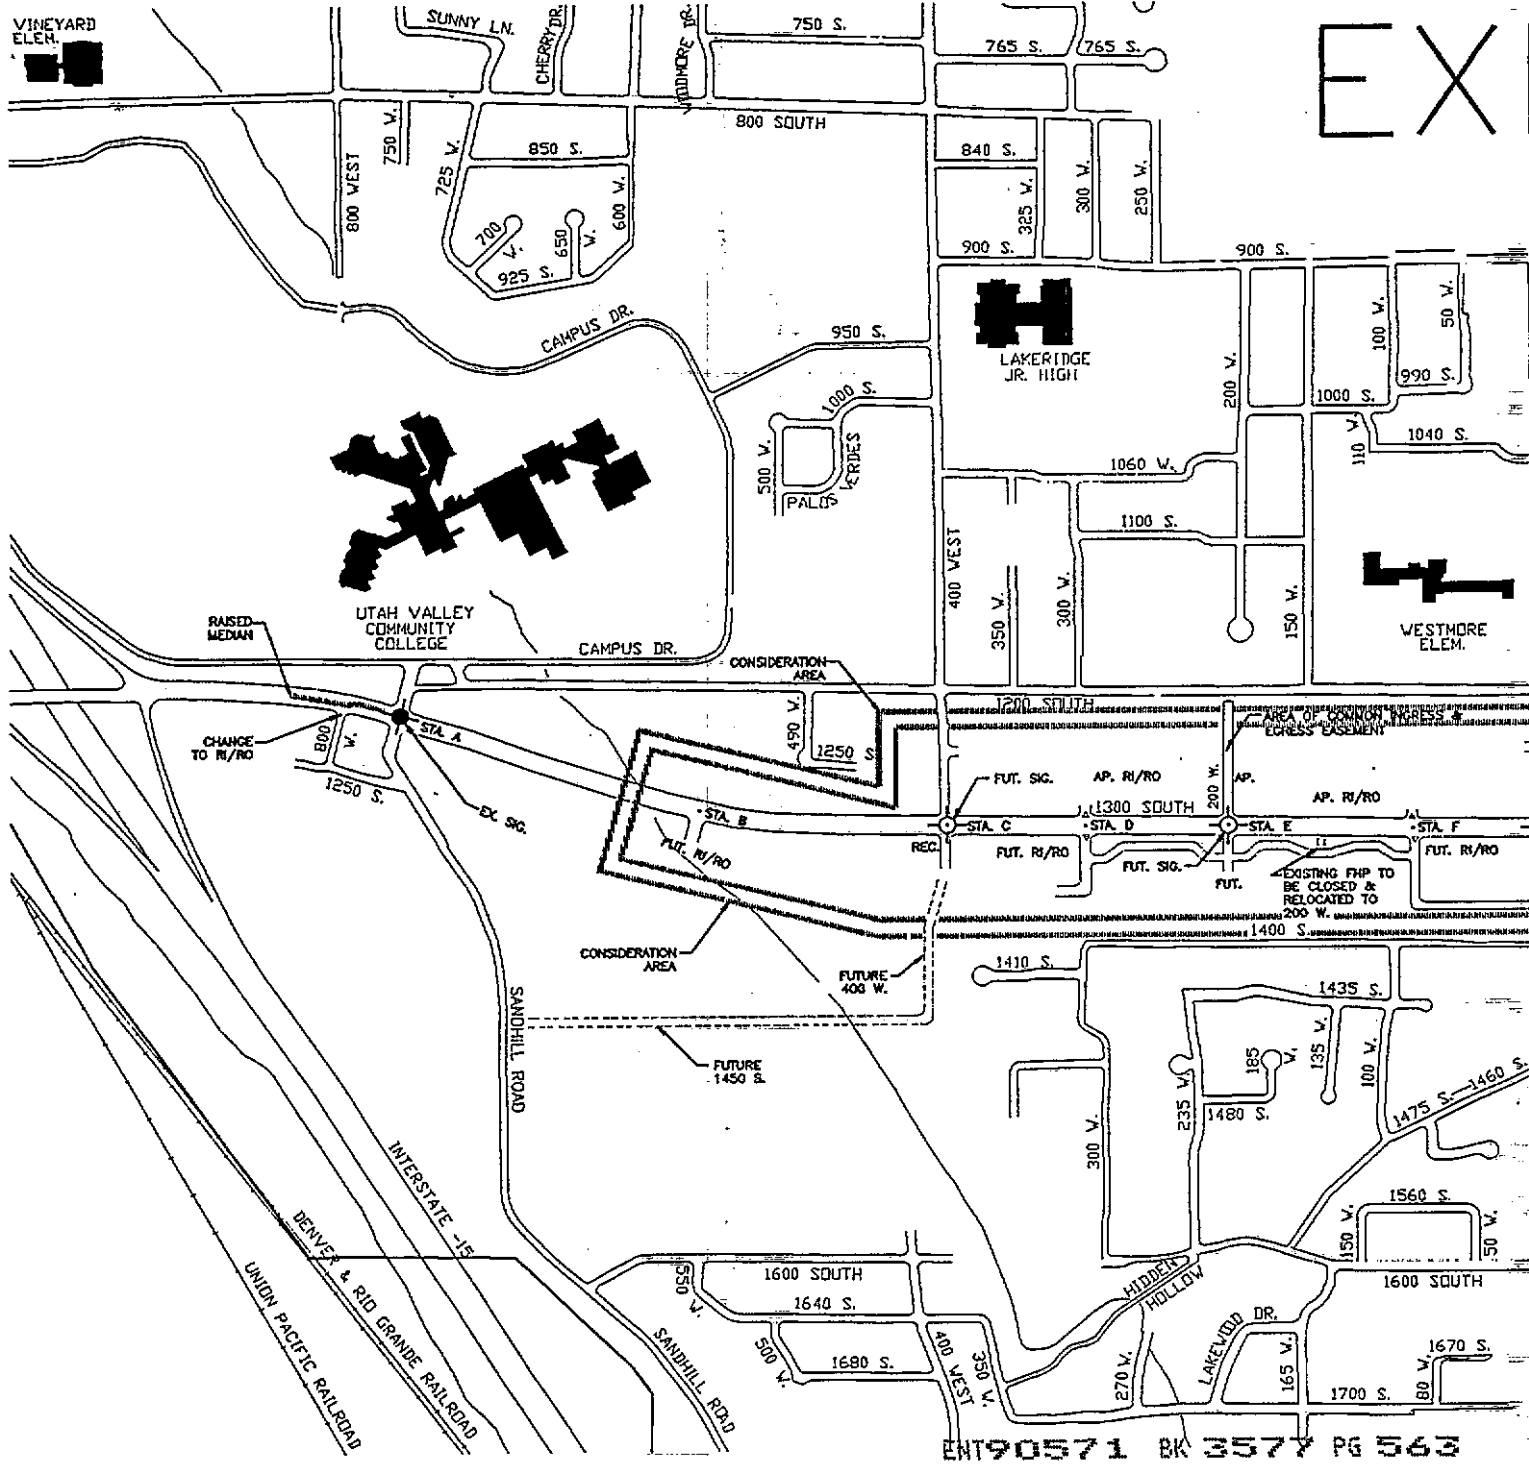 VINEYARD
ELEM.
SUNNY LN.
CHERRY DR.
750 S.
765 S.
765 S.
EX
800 SOUTH
750 W.
725 W.
850 S.
600 W.
800 WEST
700 W.
650 W.
925 S.
840 S.
325 W.
300 W.
250 W.
900 S.
900 S.
CAMPUS DR.
950 S.
LAKERIDGE
JR. HIGH
200 W.
100 W.
50 W.
990 S.
1000 S.
1000 S.
110 W.
1040 S.
500 W.
PALOS VERDES
1060 W.
1100 S.
400 WEST
350 W.
300 W.
150 W.
WESTMORE
ELEM.
UTAH VALLEY
COMMUNITY
COLLEGE
RAISED
MEDIAN
CAMPUS DR.
CONSIDERATION
AREA
1200 SOUTH
AREA OF COMMON INGRESS &
EGRESS EASEMENT
CHANGE
TO RI/RO
800 W.
STA. A
490 W.
1250 S.
1250 S.
EX. SIG.
FUT. SIG.
AP. RI/RO
200 W.
AP.
AP. RI/RO
1300 SOUTH
STA. B
STA. C
STA. D
STA. E
STA. F
FUT. RI/RO
REC.
FUT. RI/RO
FUT. SIG.
FUT.
FUT. RI/RO
EXISTING FHP TO
BE CLOSED &
RELOCATED TO
200 W.
1400 S.
CONSIDERATION
AREA
FUTURE
400 W.
1410 S.
1435 S.
SANDHILL ROAD
FUTURE
1450 S.
185 W.
135 W.
100 W.
235 W.
1480 S.
1475 S.
1460 S.
300 W.
INTERSTATE -15
DENVER & RIO GRANDE RAILROAD
UNION PACIFIC RAILROAD
1560 S.
150 W.
50 W.
1600 SOUTH
1600 SOUTH
HIDDEN
HOLLOW
550 W.
1640 S.
500 W.
1680 S.
SANDHILL ROAD
400 WEST
350 W.
270 W.
LAKEWOOD DR.
165 W.
1670 S.
80 W.
1700 S.
ENT 90571 BK 3577 PG 563